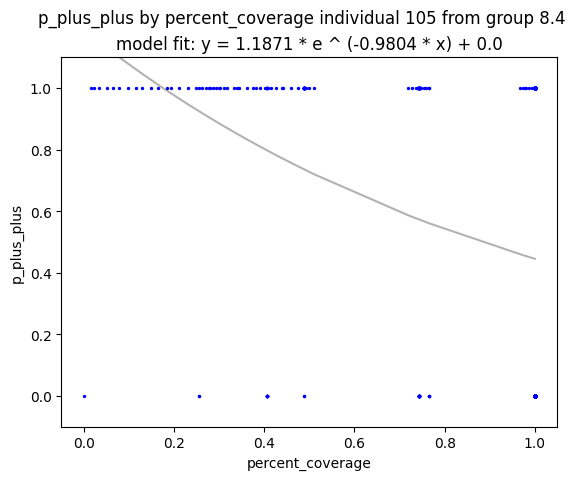 p_plus_plus by percent_coverage individual 105 from group 8.4
model fit: y = 1.1871 * e ^ (-0.9804 * x) + 0.0
1.0
0.8
0.6
0.4
0.2
0.0
p_plus_plus
0.0 0.2 0.4 0.6 0.8 1.0
percent_coverage